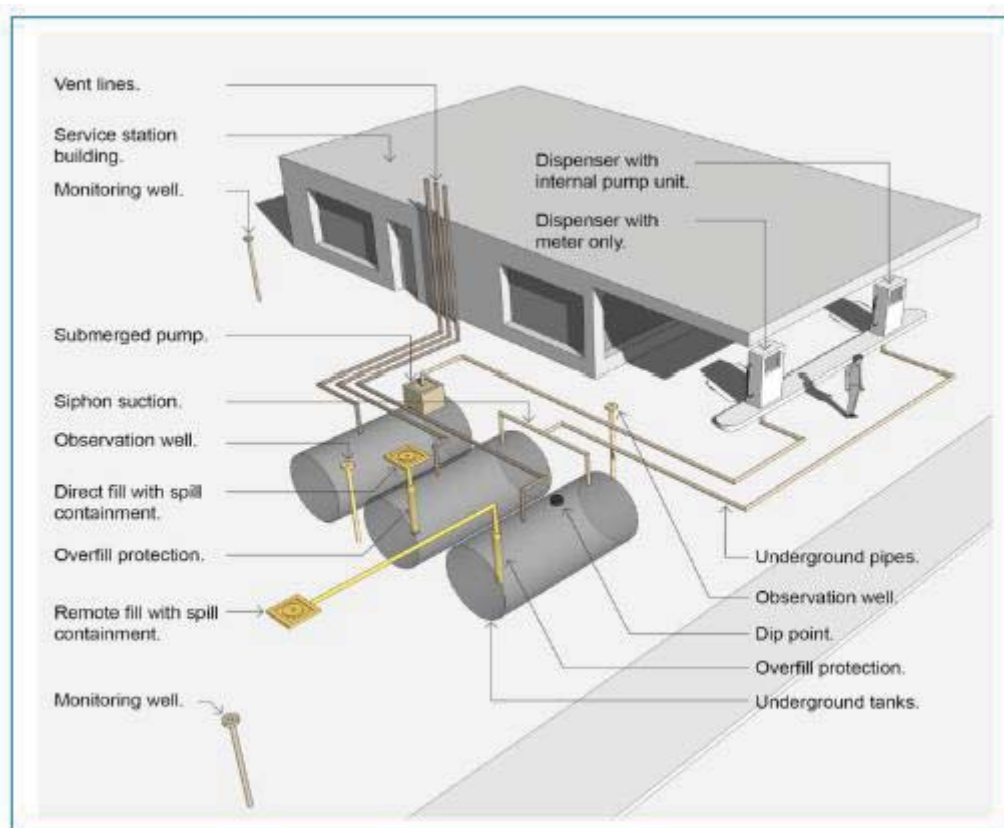 Vent lines.
Service station
building.
Monitoring well.
Dispenser with
internal pump unit.
Dispenser with
meter only.
Submerged pump.
Siphon suction.
Observation well.
Direct fill with spill
containment.
Overfill protection.
Remote fill with spill
containment.
Monitoring well.
Underground pipes.
Observation well.
Dip point.
Overfill protection.
Underground tanks.